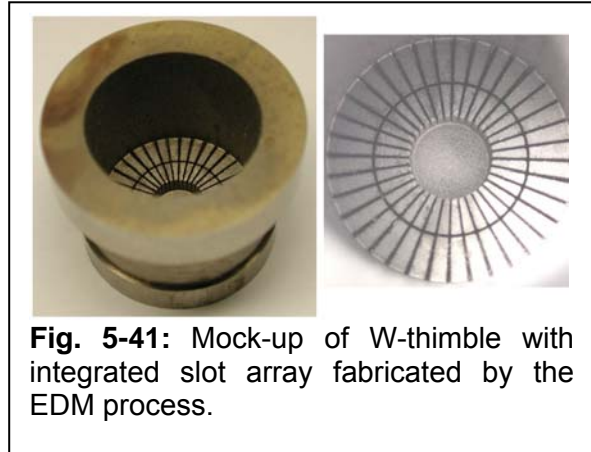 Fig. 5-41: Mock-up of W-thimble with
integrated slot array fabricated by the
EDM process.